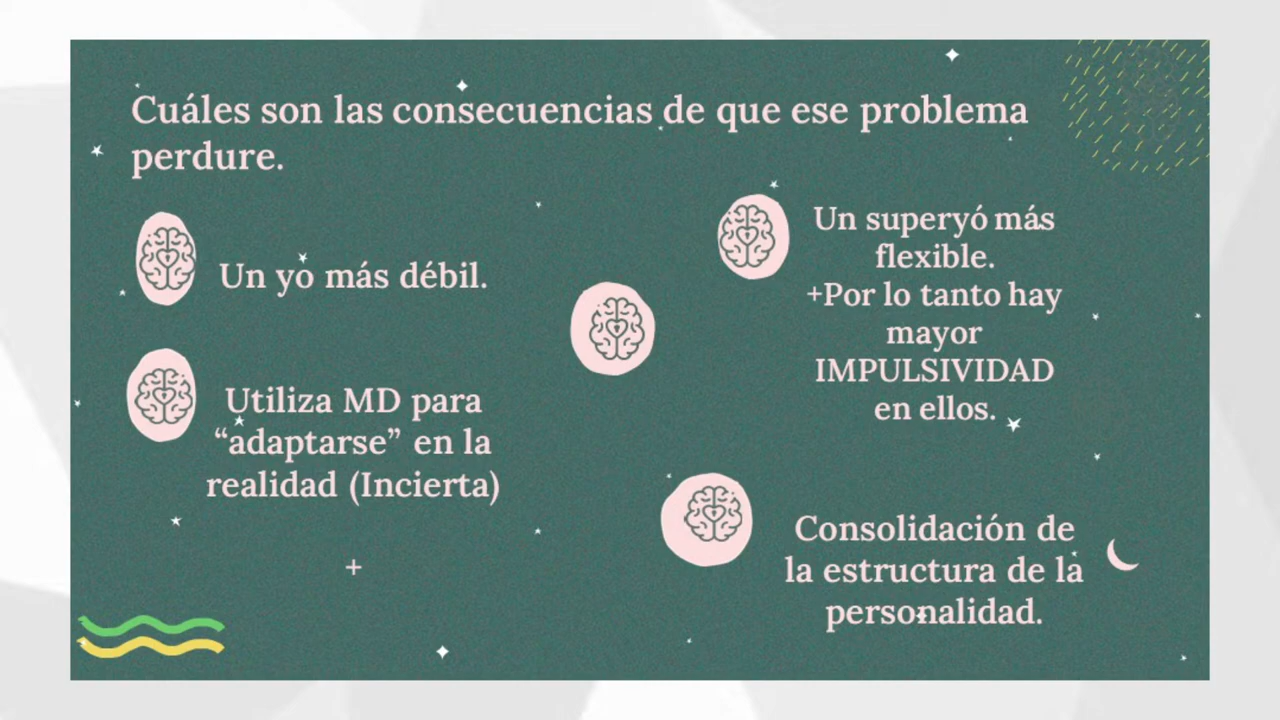 Cuáles son las consecuencias de que ese problema
perdure.
Un yo más débil.
Utiliza MD para
“adaptarse” en la
realidad (Incierta)
Un superyó más
flexible.
+Por lo tanto hay
mayor
IMPULSIVIDAD
en ellos.
Consolidación de
la estructura de la
personalidad.